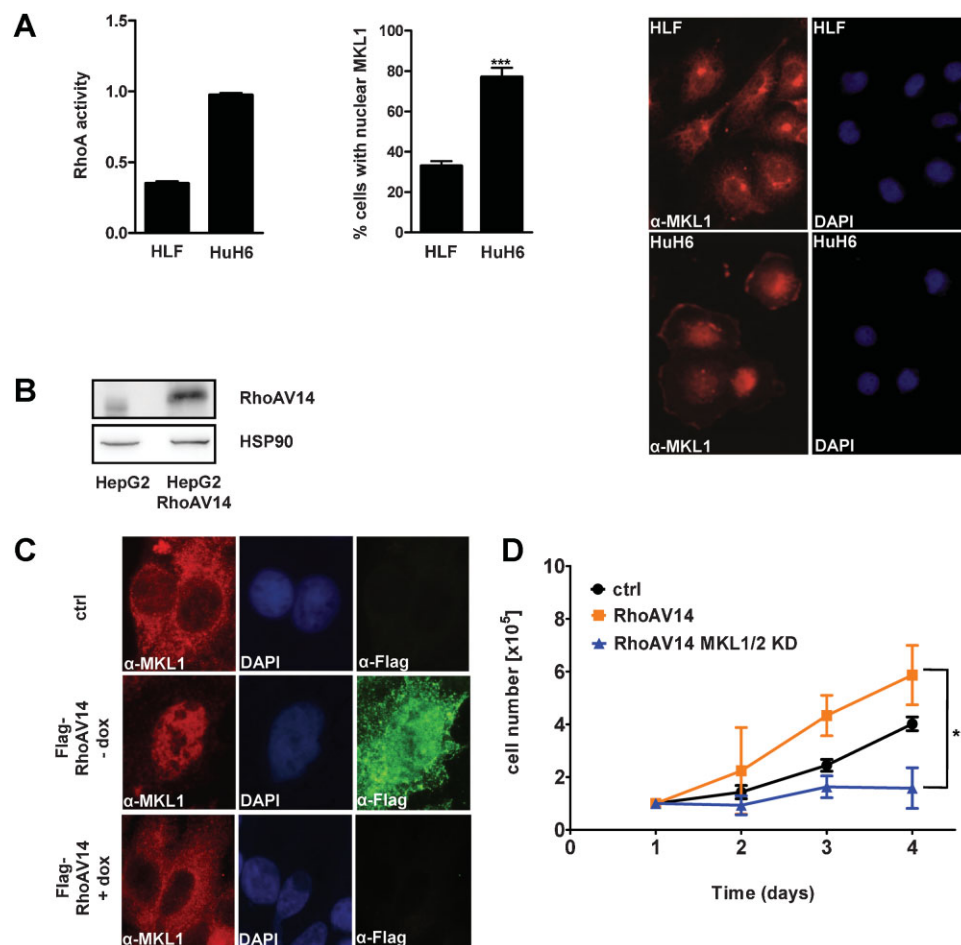 A
RhoA activity
1.5
1.0
0.5
0.0
HLF HuH6
% cells with nuclear MKL1
100
80
60
40
20
0
***
HLF HuH6
HLF HLF
α-MKL1 DAPI
HuH6 HuH6
α-MKL1 DAPI
B
RhoAV14
HSP90
HepG2 HepG2
RhoAV14
C
ctrl
α-MKL1 DAPI α-Flag
Flag-
RhoAV14
- dox
α-MKL1 DAPI α-Flag
Flag-
RhoAV14
+ dox
α-MKL1 DAPI α-Flag
D
cell number [x10⁵]
10
8
6
4
2
0
ctrl
RhoAV14
RhoAV14 MKL1/2 KD
*
0 1 2 3 4
Time (days)